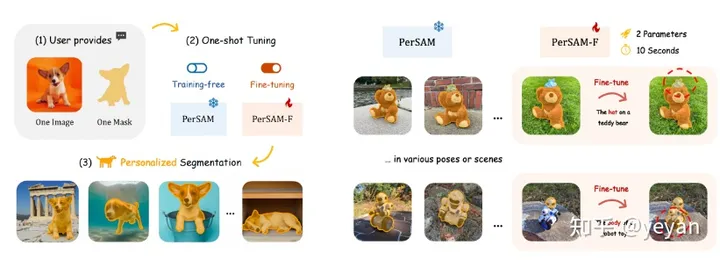 (1) User provides
One Image
One Mask
(2) One-shot Tuning
Training-free
Fine-tuning
PerSAM
PerSAM-F
(3) Personalized Segmentation
...
PerSAM
PerSAM-F
2 Parameters
10 Seconds
...
Fine-tune
The hat on a
teddy bear
... in various poses or scenes
...
Fine-tune
The body of a
robot toy
知乎 @yeyan